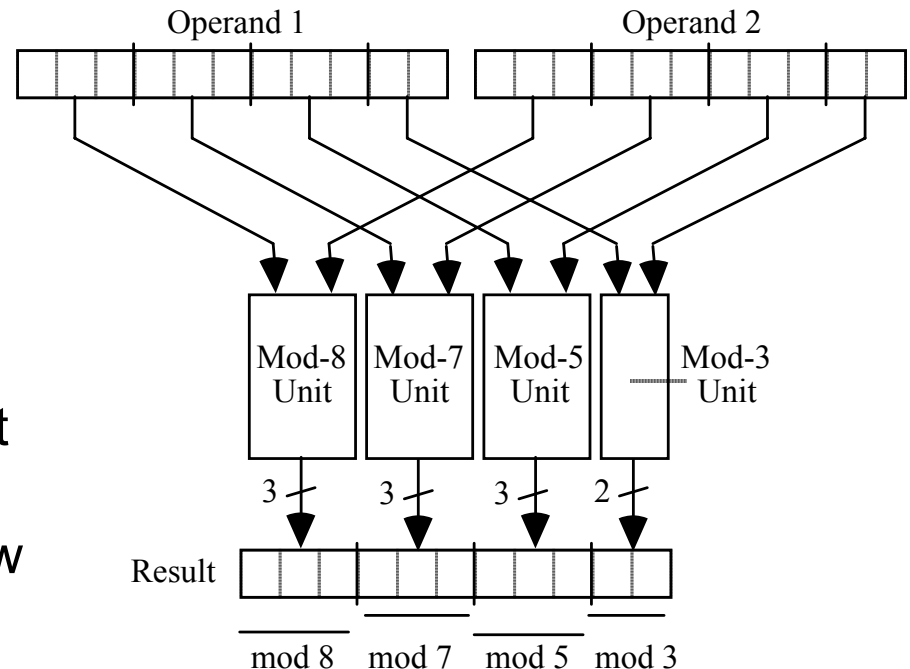 Operand 1 Operand 2
Mod-8 Mod-7 Mod-5 Mod-3
Unit Unit Unit Unit
t
3 3 3 2
w
Result
mod 8 mod 7 mod 5 mod 3